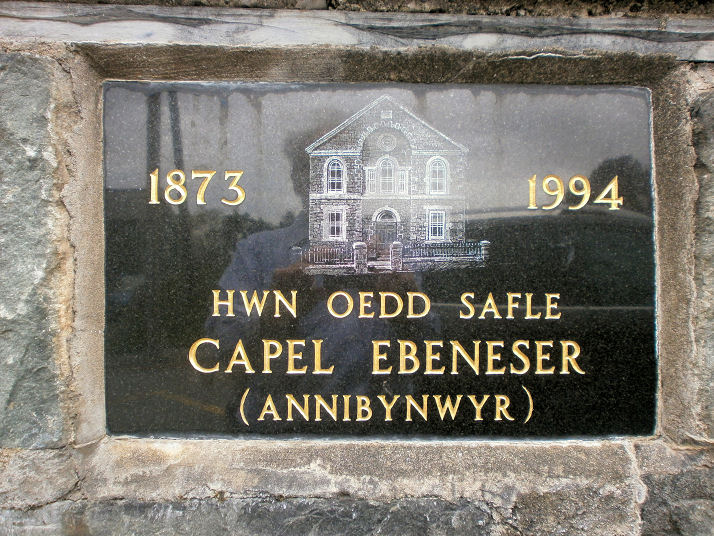 1873 1994
HWN OEDD SAFLE
CAPEL EBENESER
(ANNIBYNWYR)